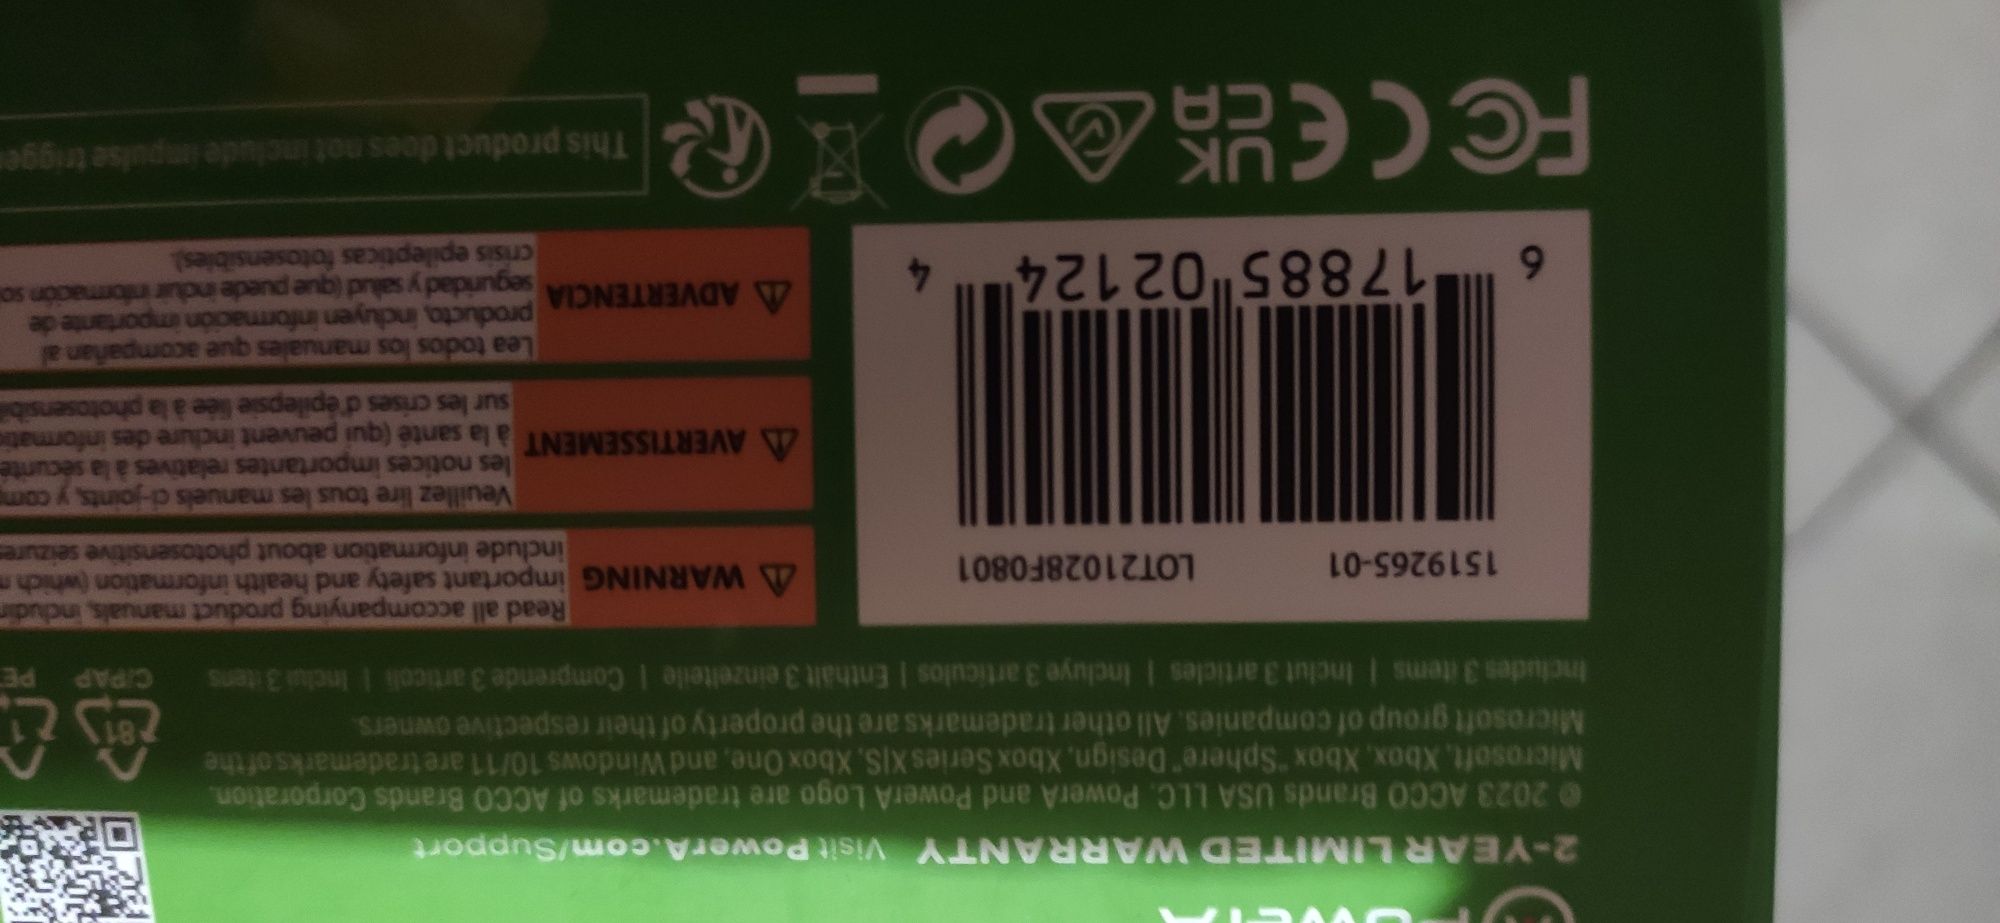 PowerA
2-YEAR LIMITED WARRANTY Visit PowerA.com/Support
© 2023 ACCO Brands USA LLC. PowerA and PowerA Logo are trademarks of ACCO Brands Corporation.
Microsoft, Xbox, Xbox "Sphere" Design, Xbox Series X|S, Xbox One, and Windows 10/11 are trademarks of the
Microsoft group of companies. All other trademarks are the property of their respective owners.
Includes 3 items | Inclut 3 articles | Incluye 3 artículos | Enthält 3 einzelteile | Comprende 3 articoli | Inclui 3 itens
81
C/PAP
1
PE
1519265-01 LOT21028F0801
6 17885 02124 4
WARNING
Read all accompanying product manuals, includin
important safety and health information (which
include information about photosensitive seizures
AVERTISSEMENT
Veuillez lire tous les manuels ci-joints, y com
les notices importantes relatives à la sécurité
à la santé (qui peuvent inclure des informatio
sur les crises d'épilepsie liée à la photosensibi
ADVERTENCIA
Lea todos los manuales que acompañan al
producto, incluyen información importante de
seguridad y salud (que puede incluir información so
crisis epilépticas fotosensibles).
FC CE UK CA
This product does not include impulse trigger